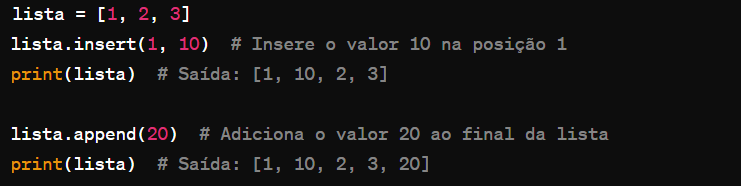 lista = [1, 2, 3]
lista.insert(1, 10)  # Insere o valor 10 na posição 1
print(lista)  # Saída: [1, 10, 2, 3]
lista.append(20)  # Adiciona o valor 20 ao final da lista
print(lista)  # Saída: [1, 10, 2, 3, 20]